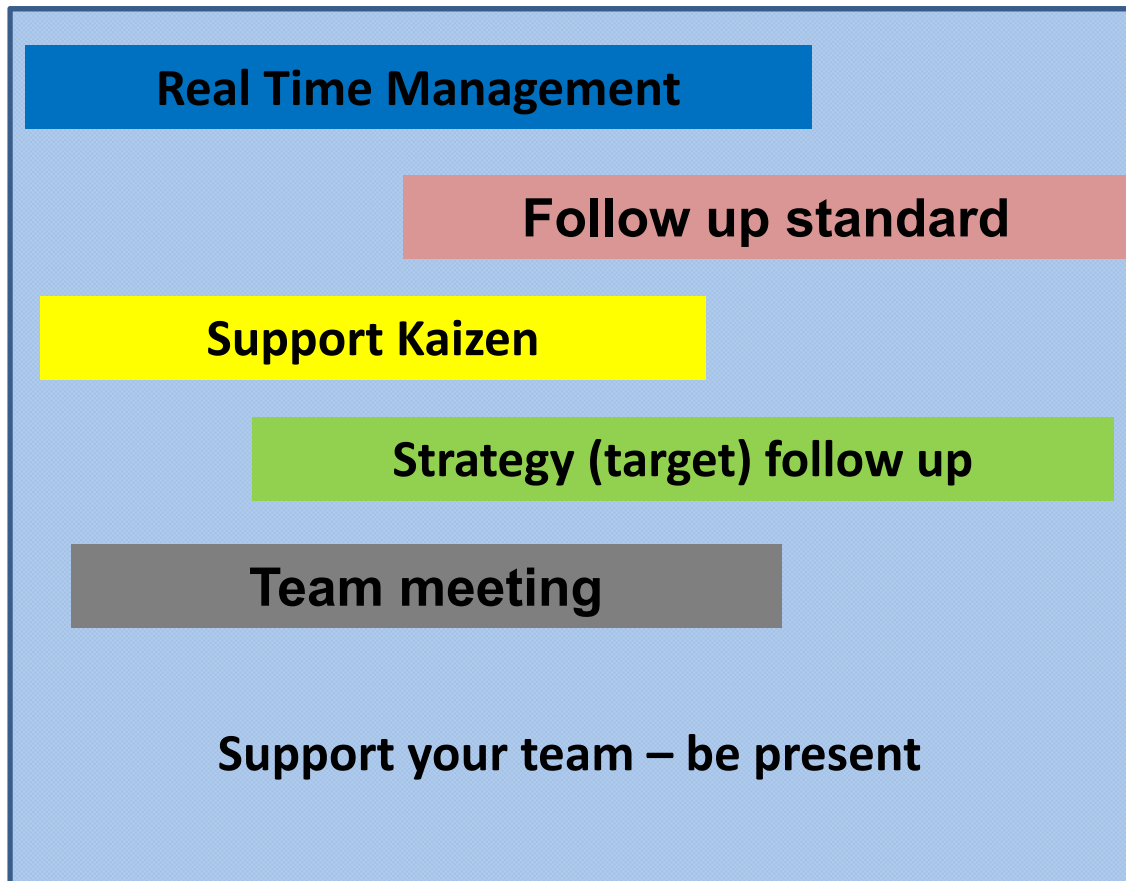 Real Time Management
Follow up standard
Support Kaizen
Strategy (target) follow up
Team meeting
Support your team – be present